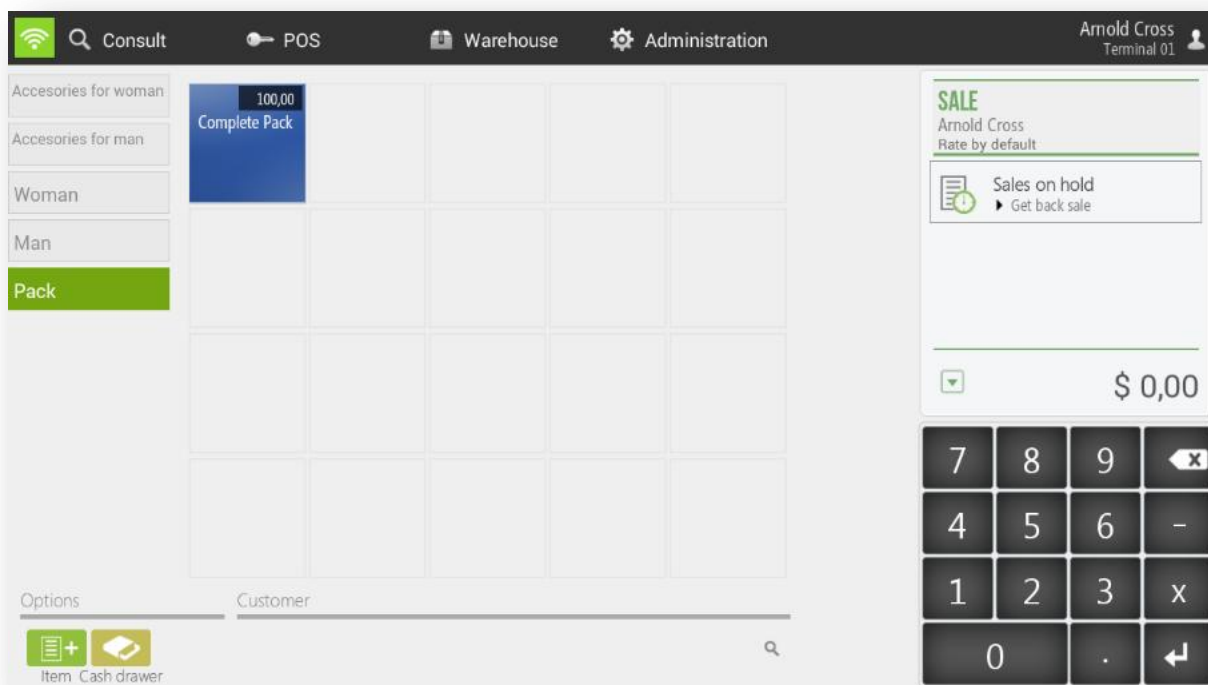 Consult
POS
Warehouse
Administration
Arnold Cross
Terminal 01
Accesories for woman
Accesories for man
Woman
Man
Pack
100,00
Complete Pack
SALE
Arnold Cross
Rate by default
Sales on hold
Get back sale
$ 0,00
7 8 9
4 5 6 -
1 2 3 X
0 .
Options
Customer
Item Cash drawer